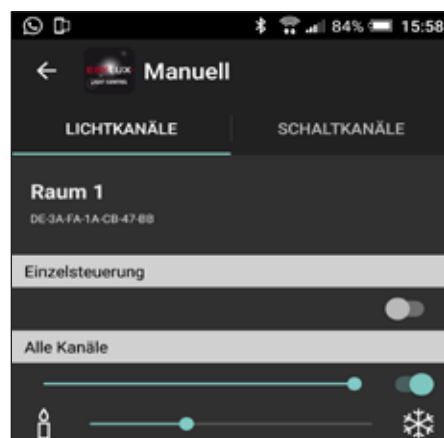 84% 15:58
Manuell
LICHTKANÄLE SCHALTKANÄLE
Raum 1
DE-3A-FA-1A-CB-47-BB
Einzelsteuerung
Alle Kanäle